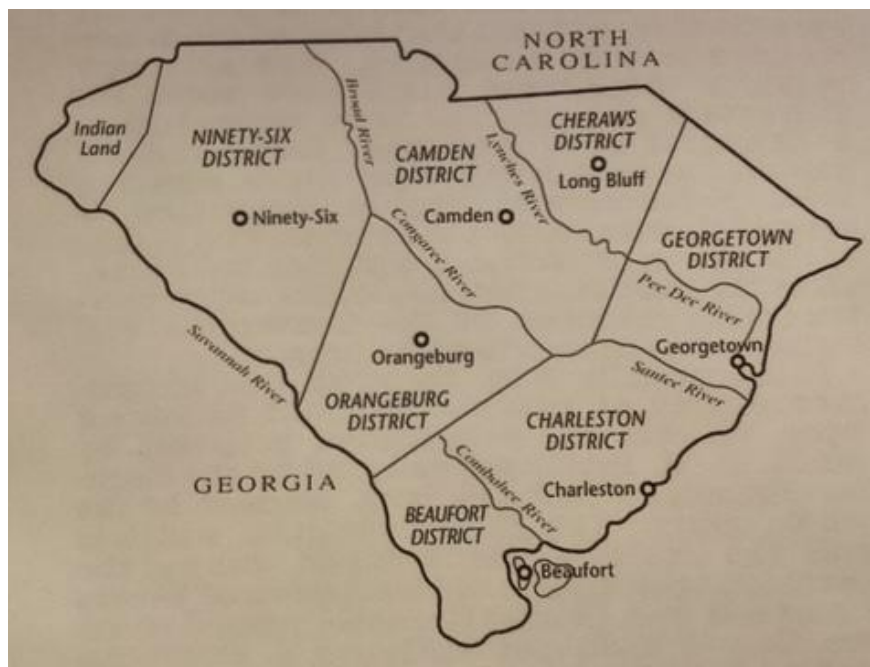 NORTH
CAROLINA
Indian
Land
NINETY-SIX
DISTRICT
Broad River
CAMDEN
DISTRICT
Lynches River
CHERAWS
DISTRICT
Long Bluff
Ninety-Six
Camden
Congaree River
GEORGETOWN
DISTRICT
Pee Dee River
Savannah River
Orangeburg
Georgetown
Santee River
ORANGEBURG
DISTRICT
CHARLESTON
DISTRICT
GEORGIA
Combahee River
Charleston
BEAUFORT
DISTRICT
Beaufort